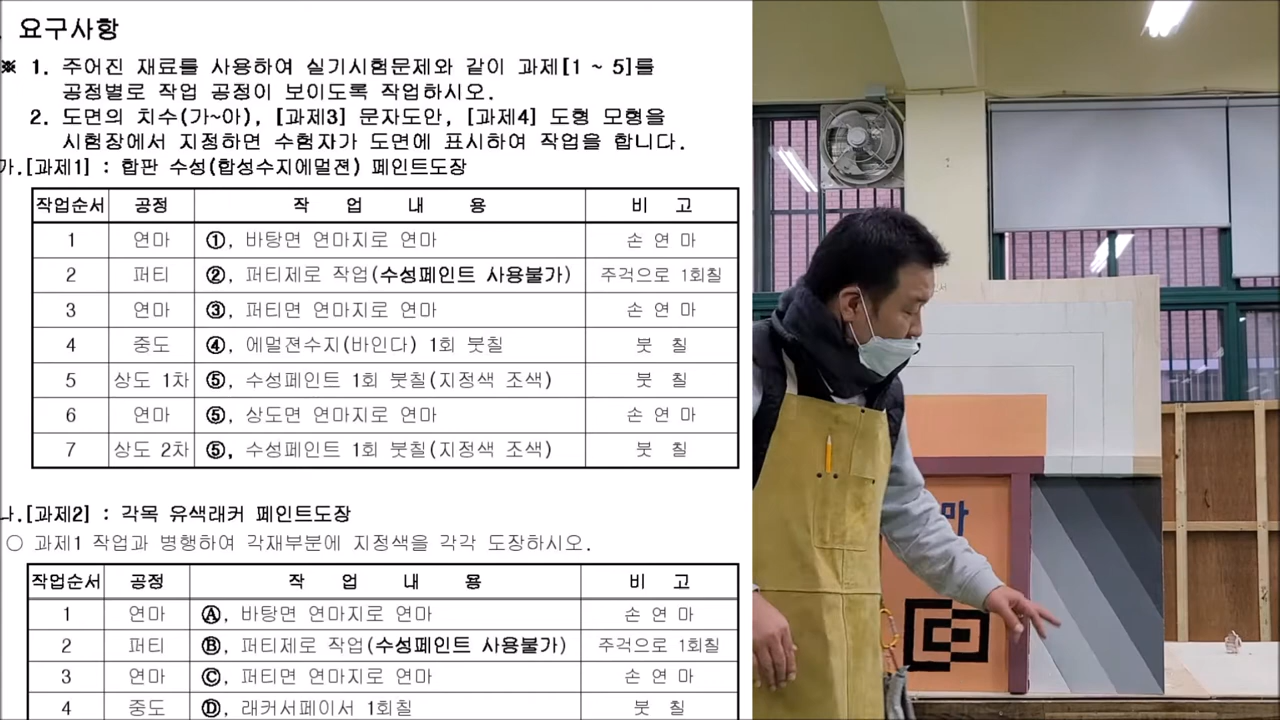 . 요구사항
※ 1. 주어진 재료를 사용하여 실기시험문제와 같이 과제[1 ~ 5]를
공정별로 작업 공정이 보이도록 작업하시오.
2. 도면의 치수(가~아), [과제3] 문자도안, [과제4] 도형 모형을
시험장에서 지정하면 수험자가 도면에 표시하여 작업을 합니다.
가.[과제1] : 합판 수성(합성수지에멀젼) 페인트도장
작업순서 공정 작 업 내 용 비 고
1 연마 ①, 바탕면 연마지로 연마 손 연 마
2 퍼티 ②, 퍼티제로 작업(수성페인트 사용불가) 주걱으로 1회칠
3 연마 ③, 퍼티면 연마지로 연마 손 연 마
4 중도 ④, 에멀젼수지(바인다) 1회 붓칠 붓 칠
5 상도 1차 ⑤, 수성페인트 1회 붓칠(지정색 조색) 붓 칠
6 연마 ⑤, 상도면 연마지로 연마 손 연 마
7 상도 2차 ⑤, 수성페인트 1회 붓칠(지정색 조색) 붓 칠
나.[과제2] : 각목 유색래커 페인트도장
○ 과제1 작업과 병행하여 각재부분에 지정색을 각각 도장하시오.
작업순서 공정 작 업 내 용 비 고
1 연마 Ⓐ, 바탕면 연마지로 연마 손 연 마
2 퍼티 Ⓑ, 퍼티제로 작업(수성페인트 사용불가) 주걱으로 1회칠
3 연마 Ⓒ, 퍼티면 연마지로 연마 손 연 마
4 중도 Ⓓ, 래커서페이서 1회칠 붓 칠
마